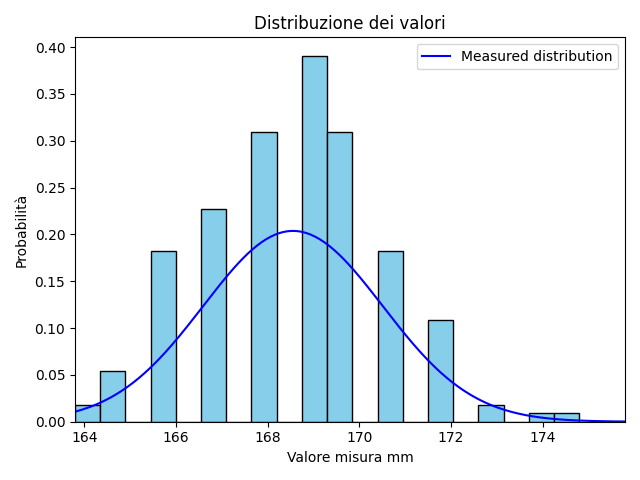 Distribuzione dei valori
Measured distribution
0.40
0.35
0.30
0.25
0.20
0.15
0.10
0.05
0.00
Probabilità
164 166 168 170 172 174
Valore misura mm